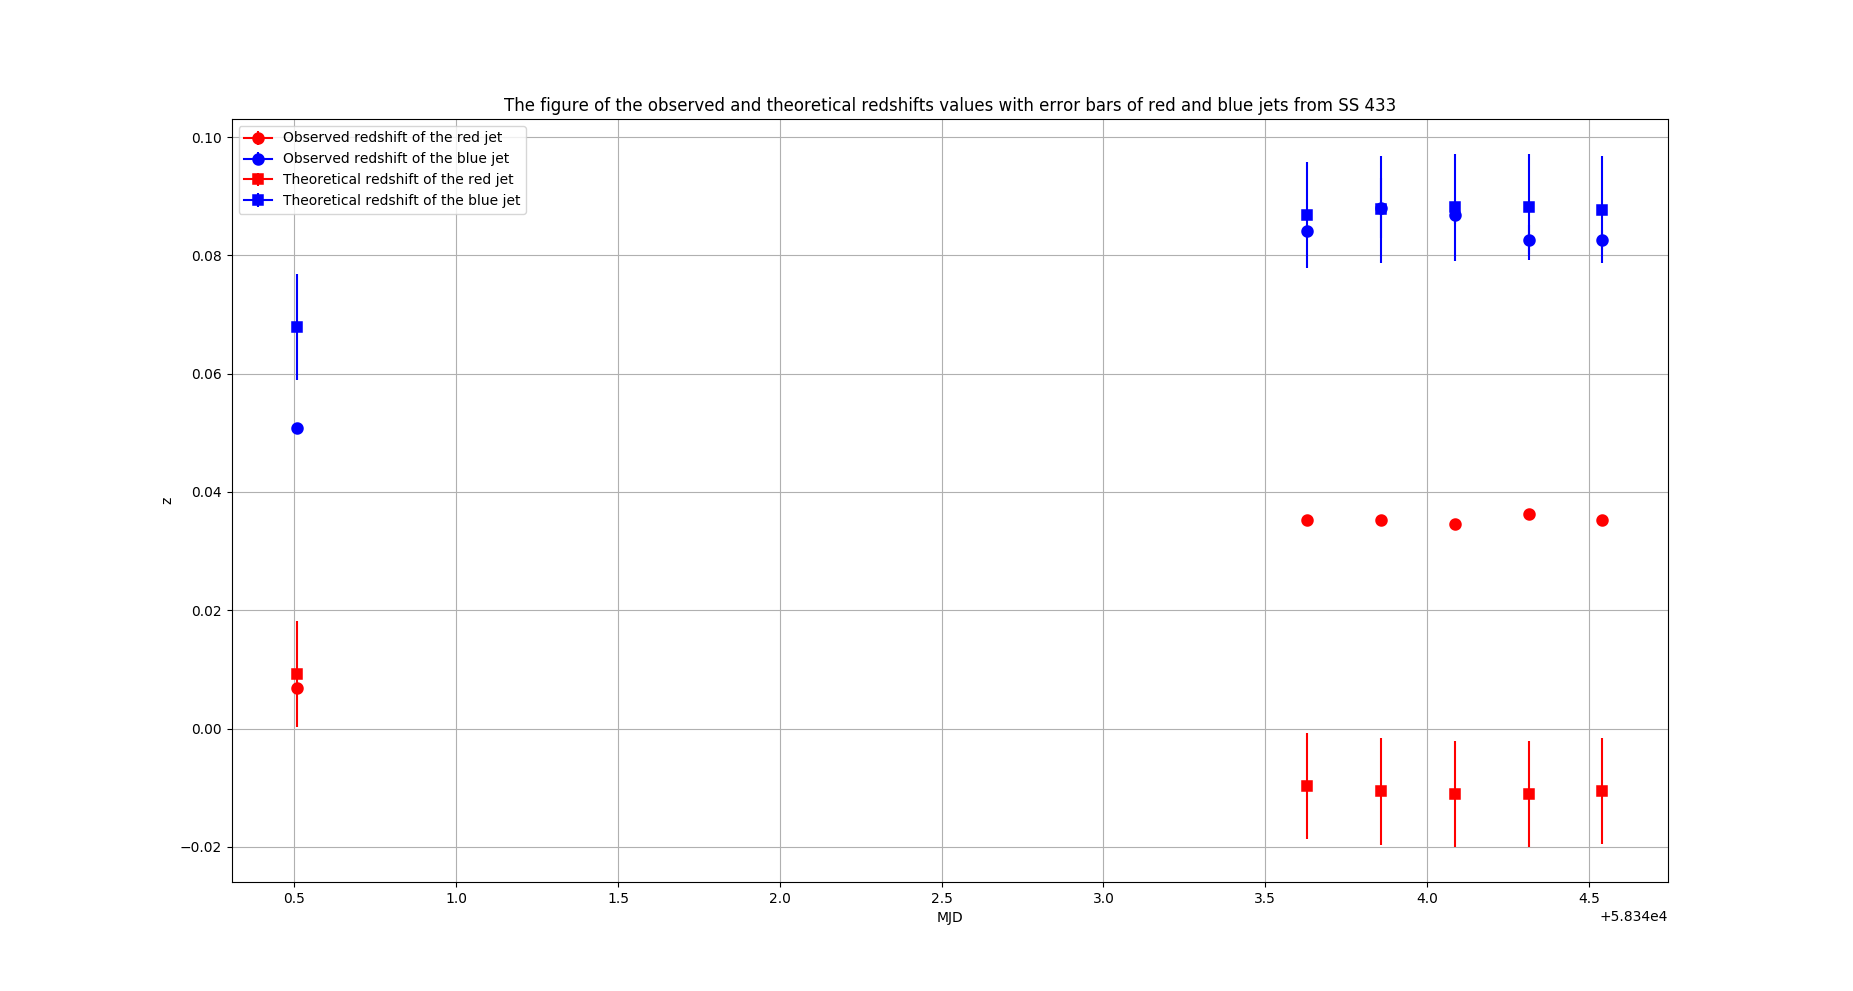 The figure of the observed and theoretical redshifts values with error bars of red and blue jets from SS 433
Observed redshift of the red jet
Observed redshift of the blue jet
Theoretical redshift of the red jet
Theoretical redshift of the blue jet
0.10
0.08
0.06
0.04
0.02
0.00
−0.02
z
0.5 1.0 1.5 2.0 2.5 3.0 3.5 4.0 4.5
MJD
+5.834e4